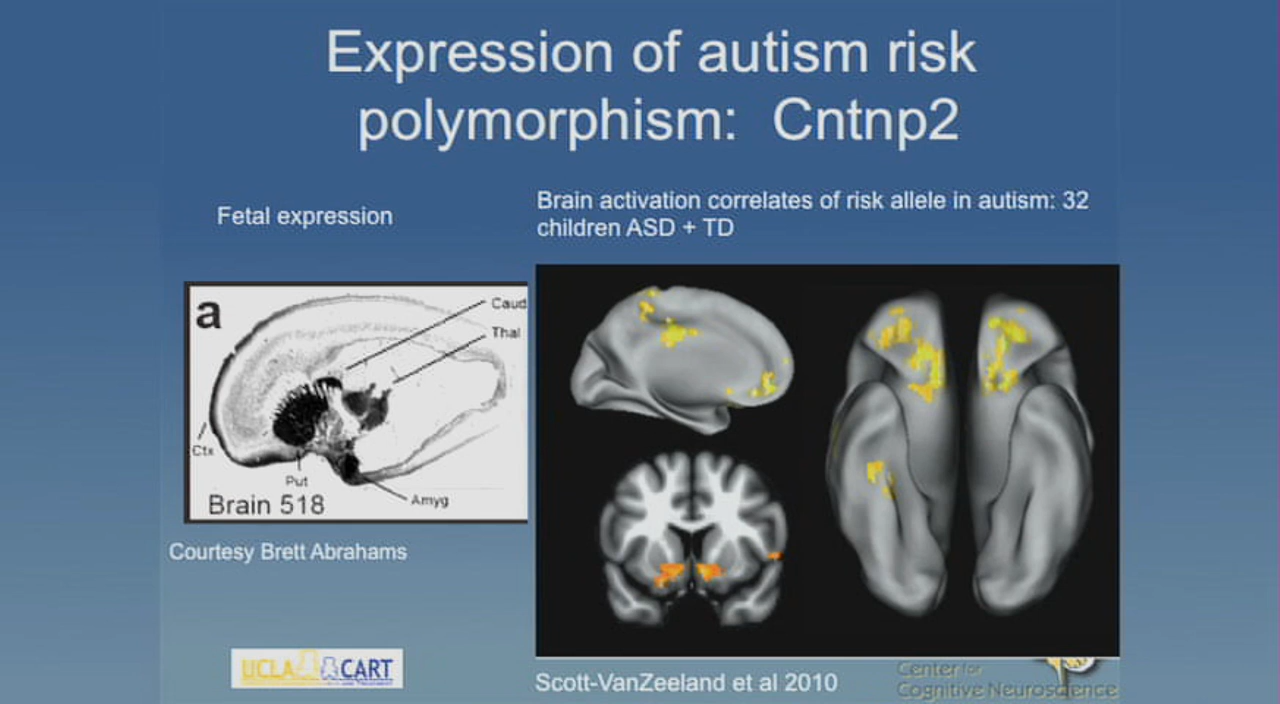 Expression of autism risk
polymorphism: Cntnp2
Fetal expression
Brain activation correlates of risk allele in autism: 32
children ASD + TD
a
Caud
Thal
Ctx
Put
Amyg
Brain 518
Courtesy Brett Abrahams
UCLA CART
Scott-VanZeeland et al 2010
Center for
Cognitive Neuroscience